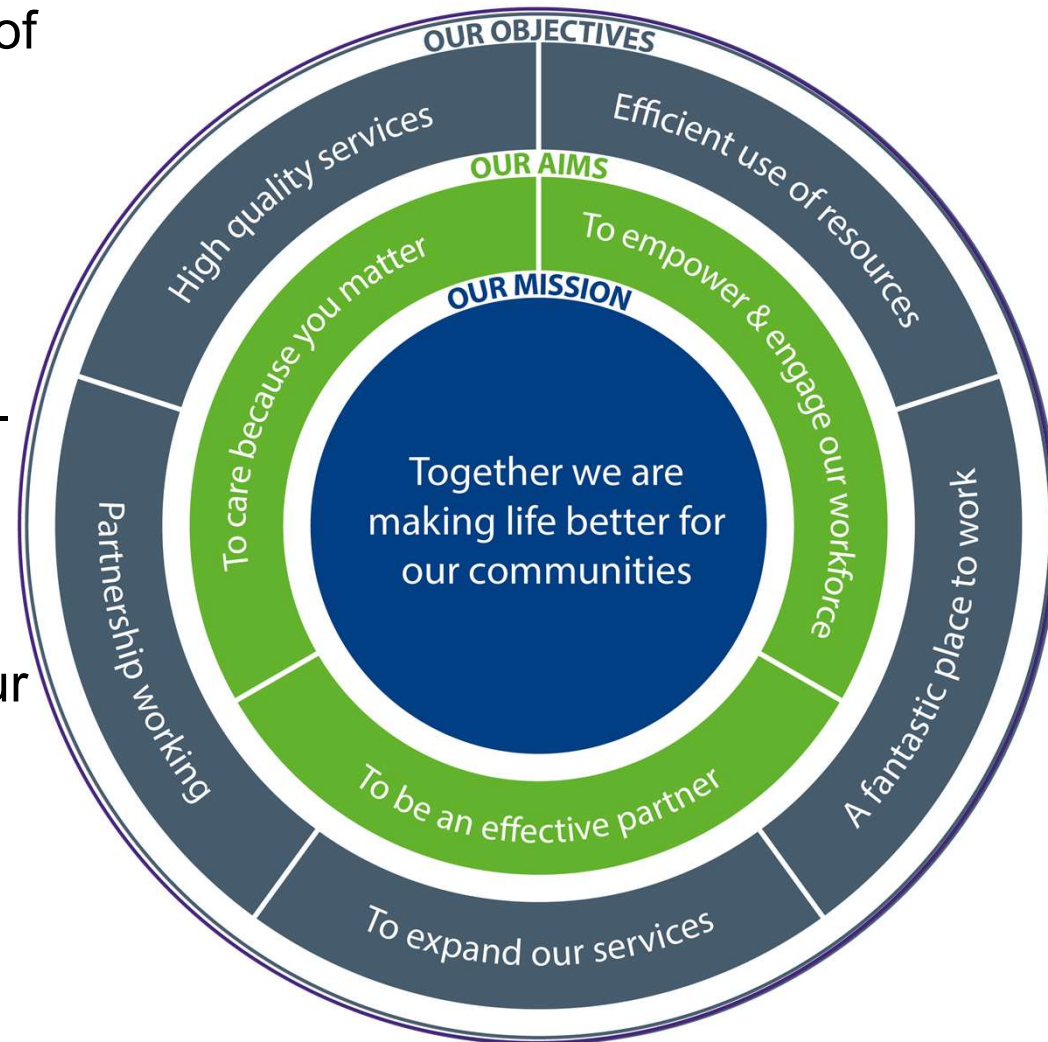 of
-
ur
OUR OBJECTIVES
High quality services
Efficient use of resources
A fantastic place to work
To expand our services
Partnership working
OUR AIMS
To care because you matter
To empower & engage our workforce
To be an effective partner
OUR MISSION
Together we are
making life better for
our communities